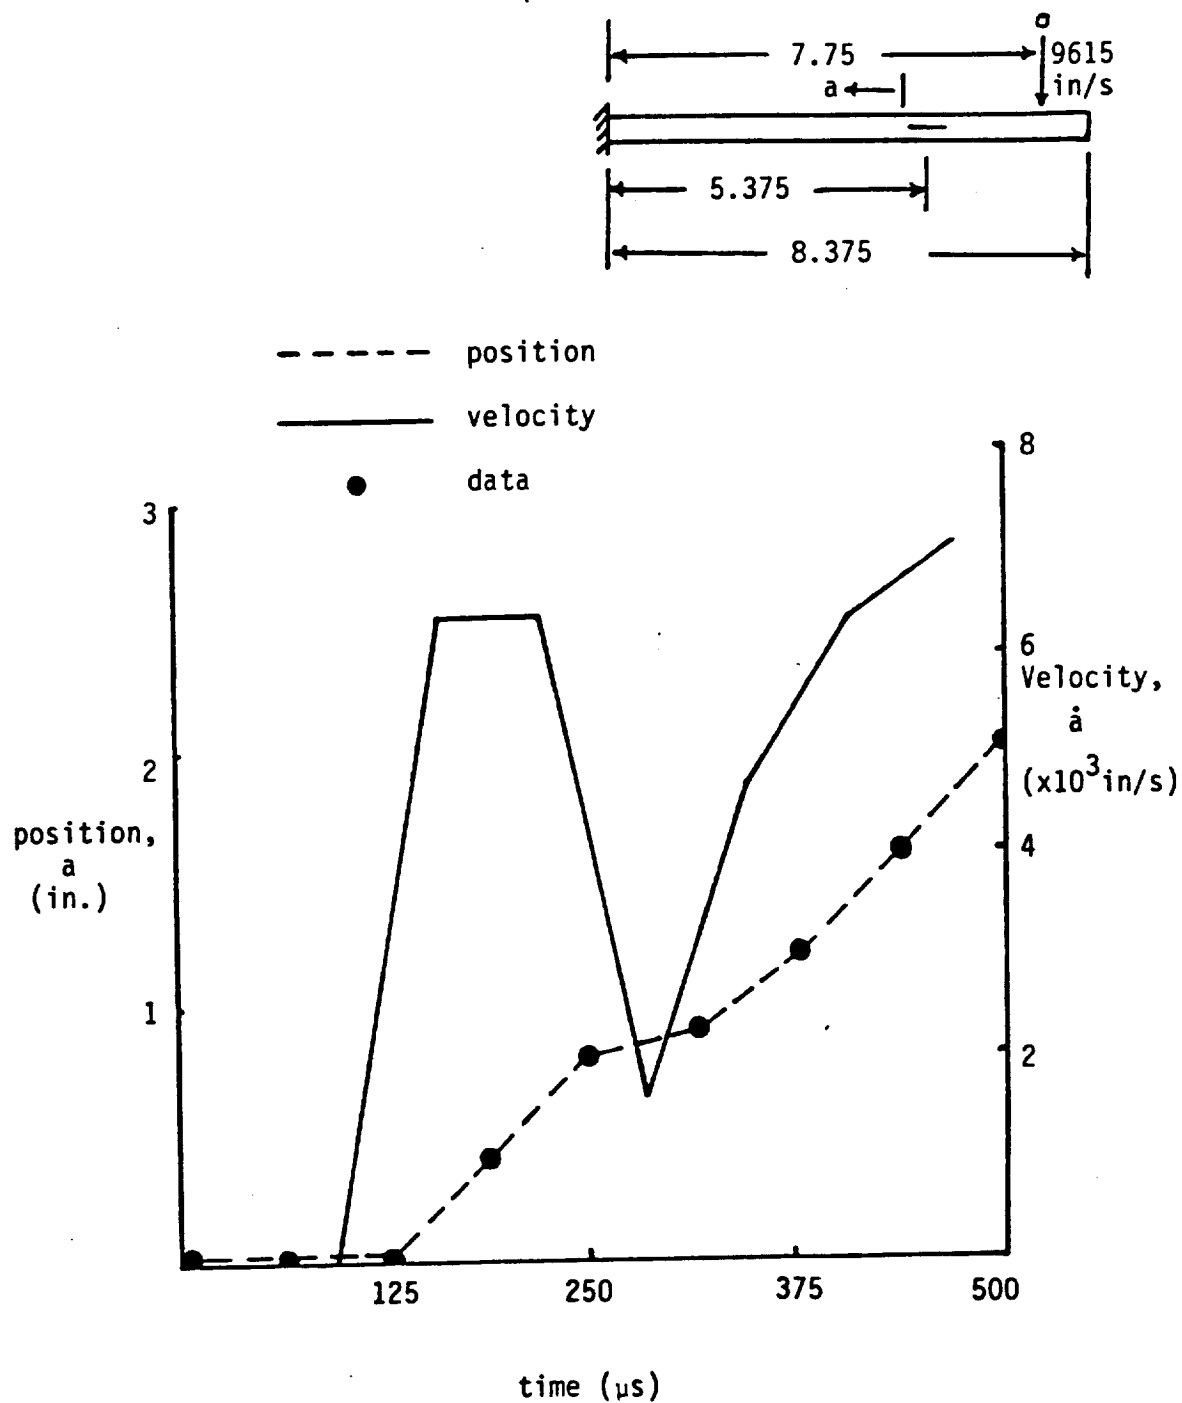 7.75
9615
in/s
a
5.375
8.375
position
velocity
data
3
2
1
position,
a
(in.)
8
6
Velocity,
ȧ
(x10³in/s)
4
2
125 250 375 500
time (μs)